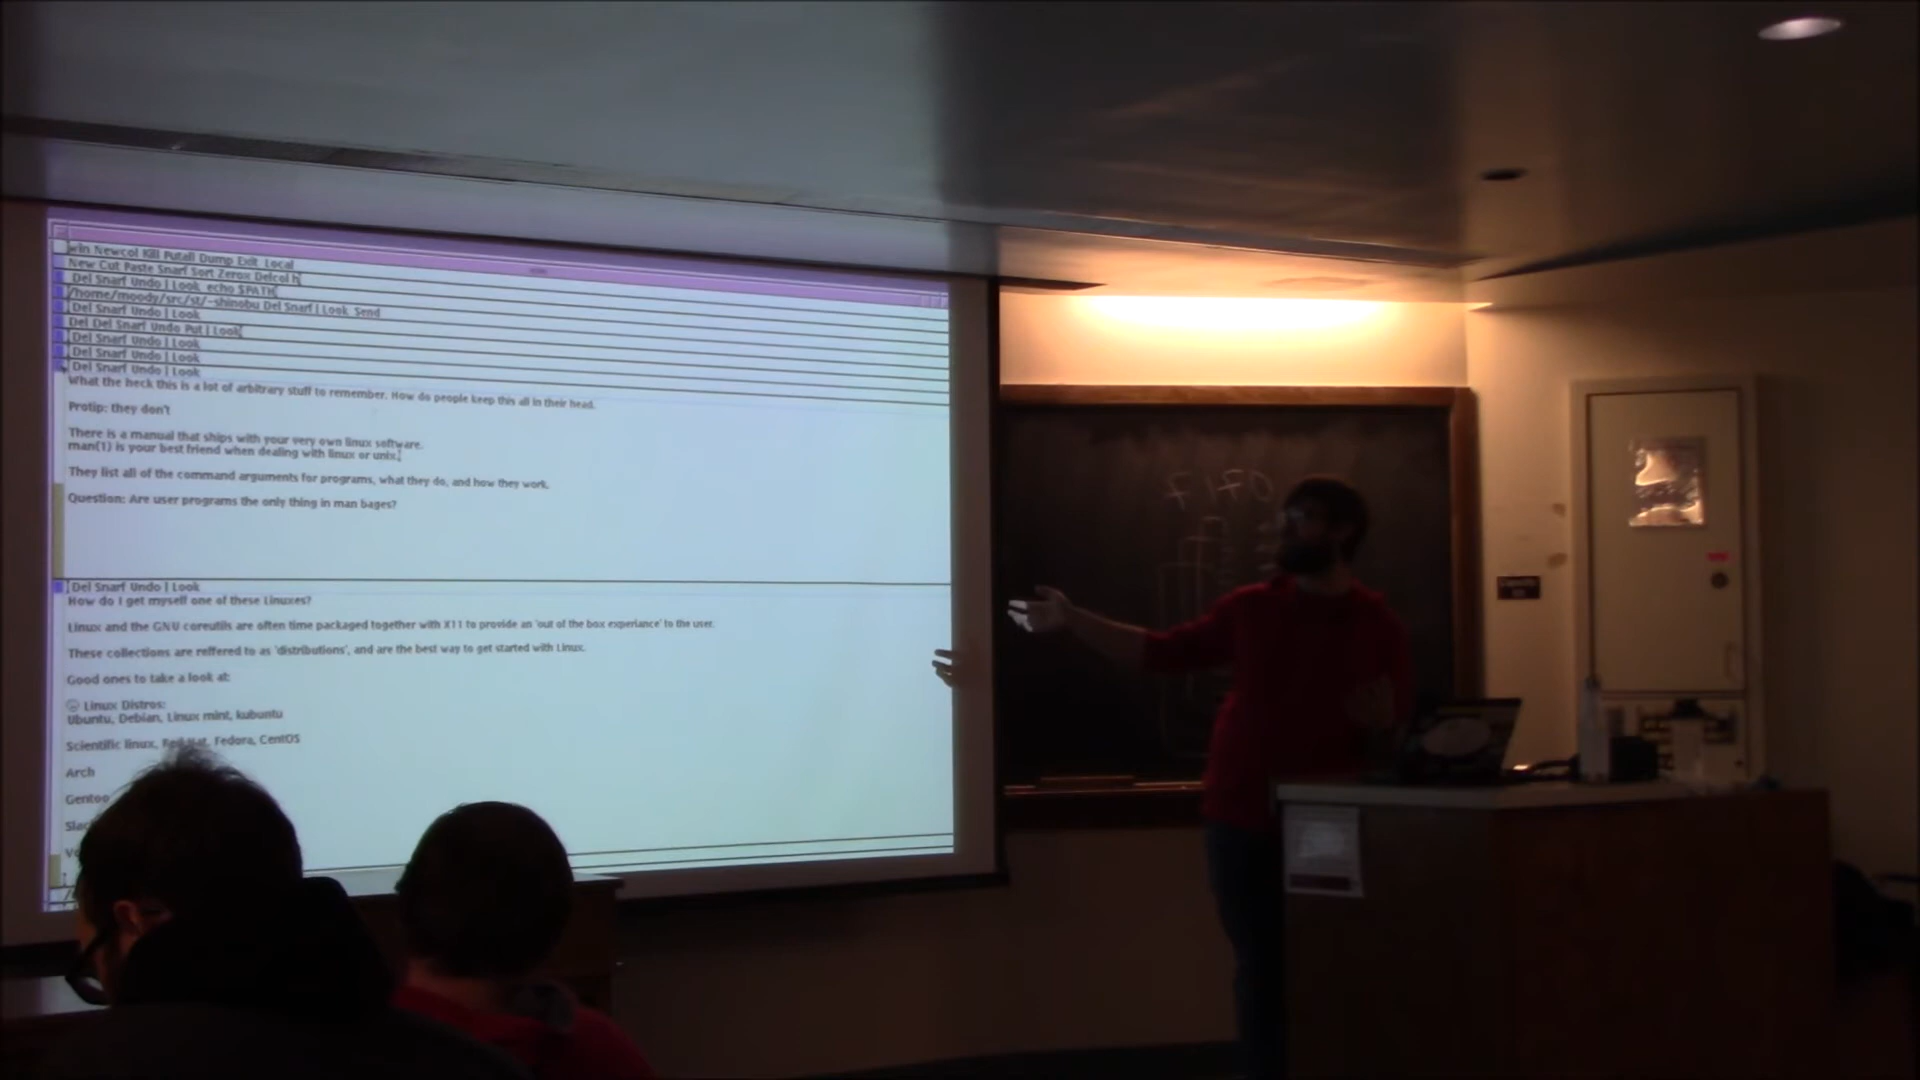 win Newcol Kill Putall Dump Exit Local
New Cut Paste Snarf Sort Zerox Delcol h
Del Snarf Undo | Look echo $PATH
/home/moody/src/st/-shinobu Del Snarf | Look Send
Del Snarf Undo | Look
Del Del Snarf Undo Put | Look
Del Snarf Undo | Look
Del Snarf Undo | Look
Del Snarf Undo | Look
What the heck this is a lot of arbitrary stuff to remember. How do people keep this all in their head.
Protip: they don't
There is a manual that ships with your very own linux software.
man(1) is your best friend when dealing with linux or unix.
They list all of the command arguments for programs, what they do, and how they work.
Question: Are user programs the only thing in man bages?
Del Snarf Undo | Look
How do I get myself one of these Linuxes?
Linux and the GNU coreutils are often time packaged together with X11 to provide an 'out of the box experiance' to the user.
These collections are reffered to as 'distributions', and are the best way to get started with Linux.
Good ones to take a look at:
Linux Distros:
Ubuntu, Debian, Linux mint, kubuntu
Scientific linux, Red Hat, Fedora, CentOS
Arch
Gentoo